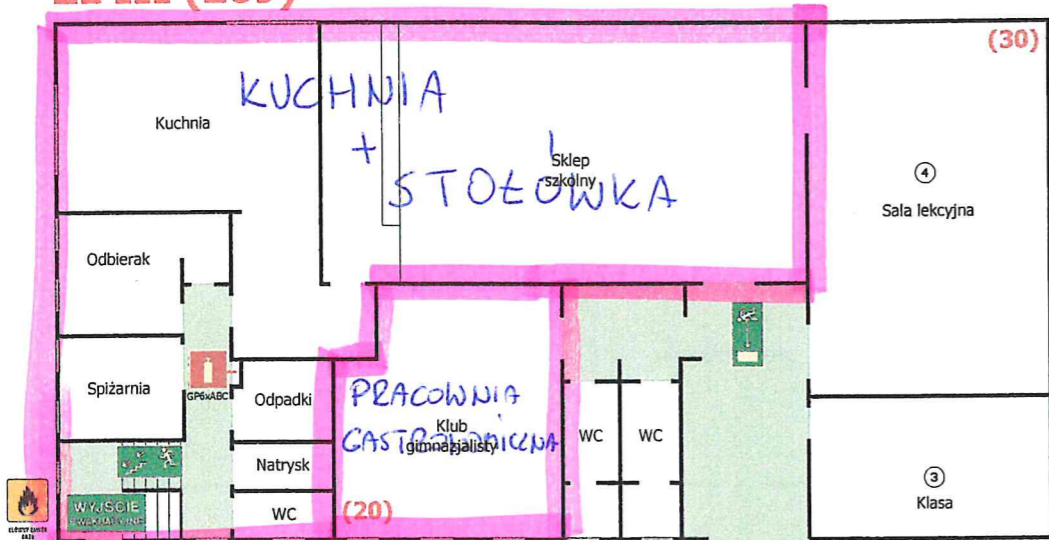 (30)
KUCHNIA
+
STOŁÓWKA
Kuchnia
Sklep
szkolny
④
Sala lekcyjna
Odbierak
Spiżarnia
GP6xABC
Odpadki
PRACOWNIA
GASTRONOMICZNA
Klub
gimnazjalisty
WC
WC
Natrysk
③
Klasa
WYJŚCIE
EWAKUACYJNE
WC
(20)